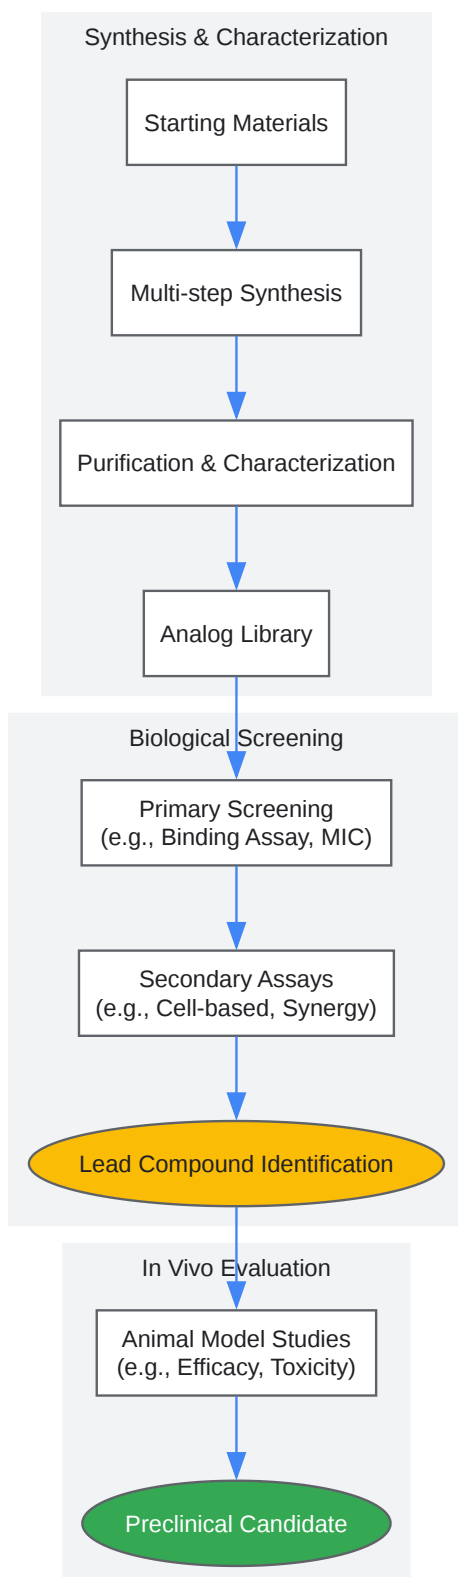 Synthesis & Characterization
Starting Materials
Multi-step Synthesis
Purification & Characterization
Analog Library
Biological Screening
Primary Screening
(e.g., Binding Assay, MIC)
Secondary Assays
(e.g., Cell-based, Synergy)
Lead Compound Identification
In Vivo Evaluation
Animal Model Studies
(e.g., Efficacy, Toxicity)
Preclinical Candidate